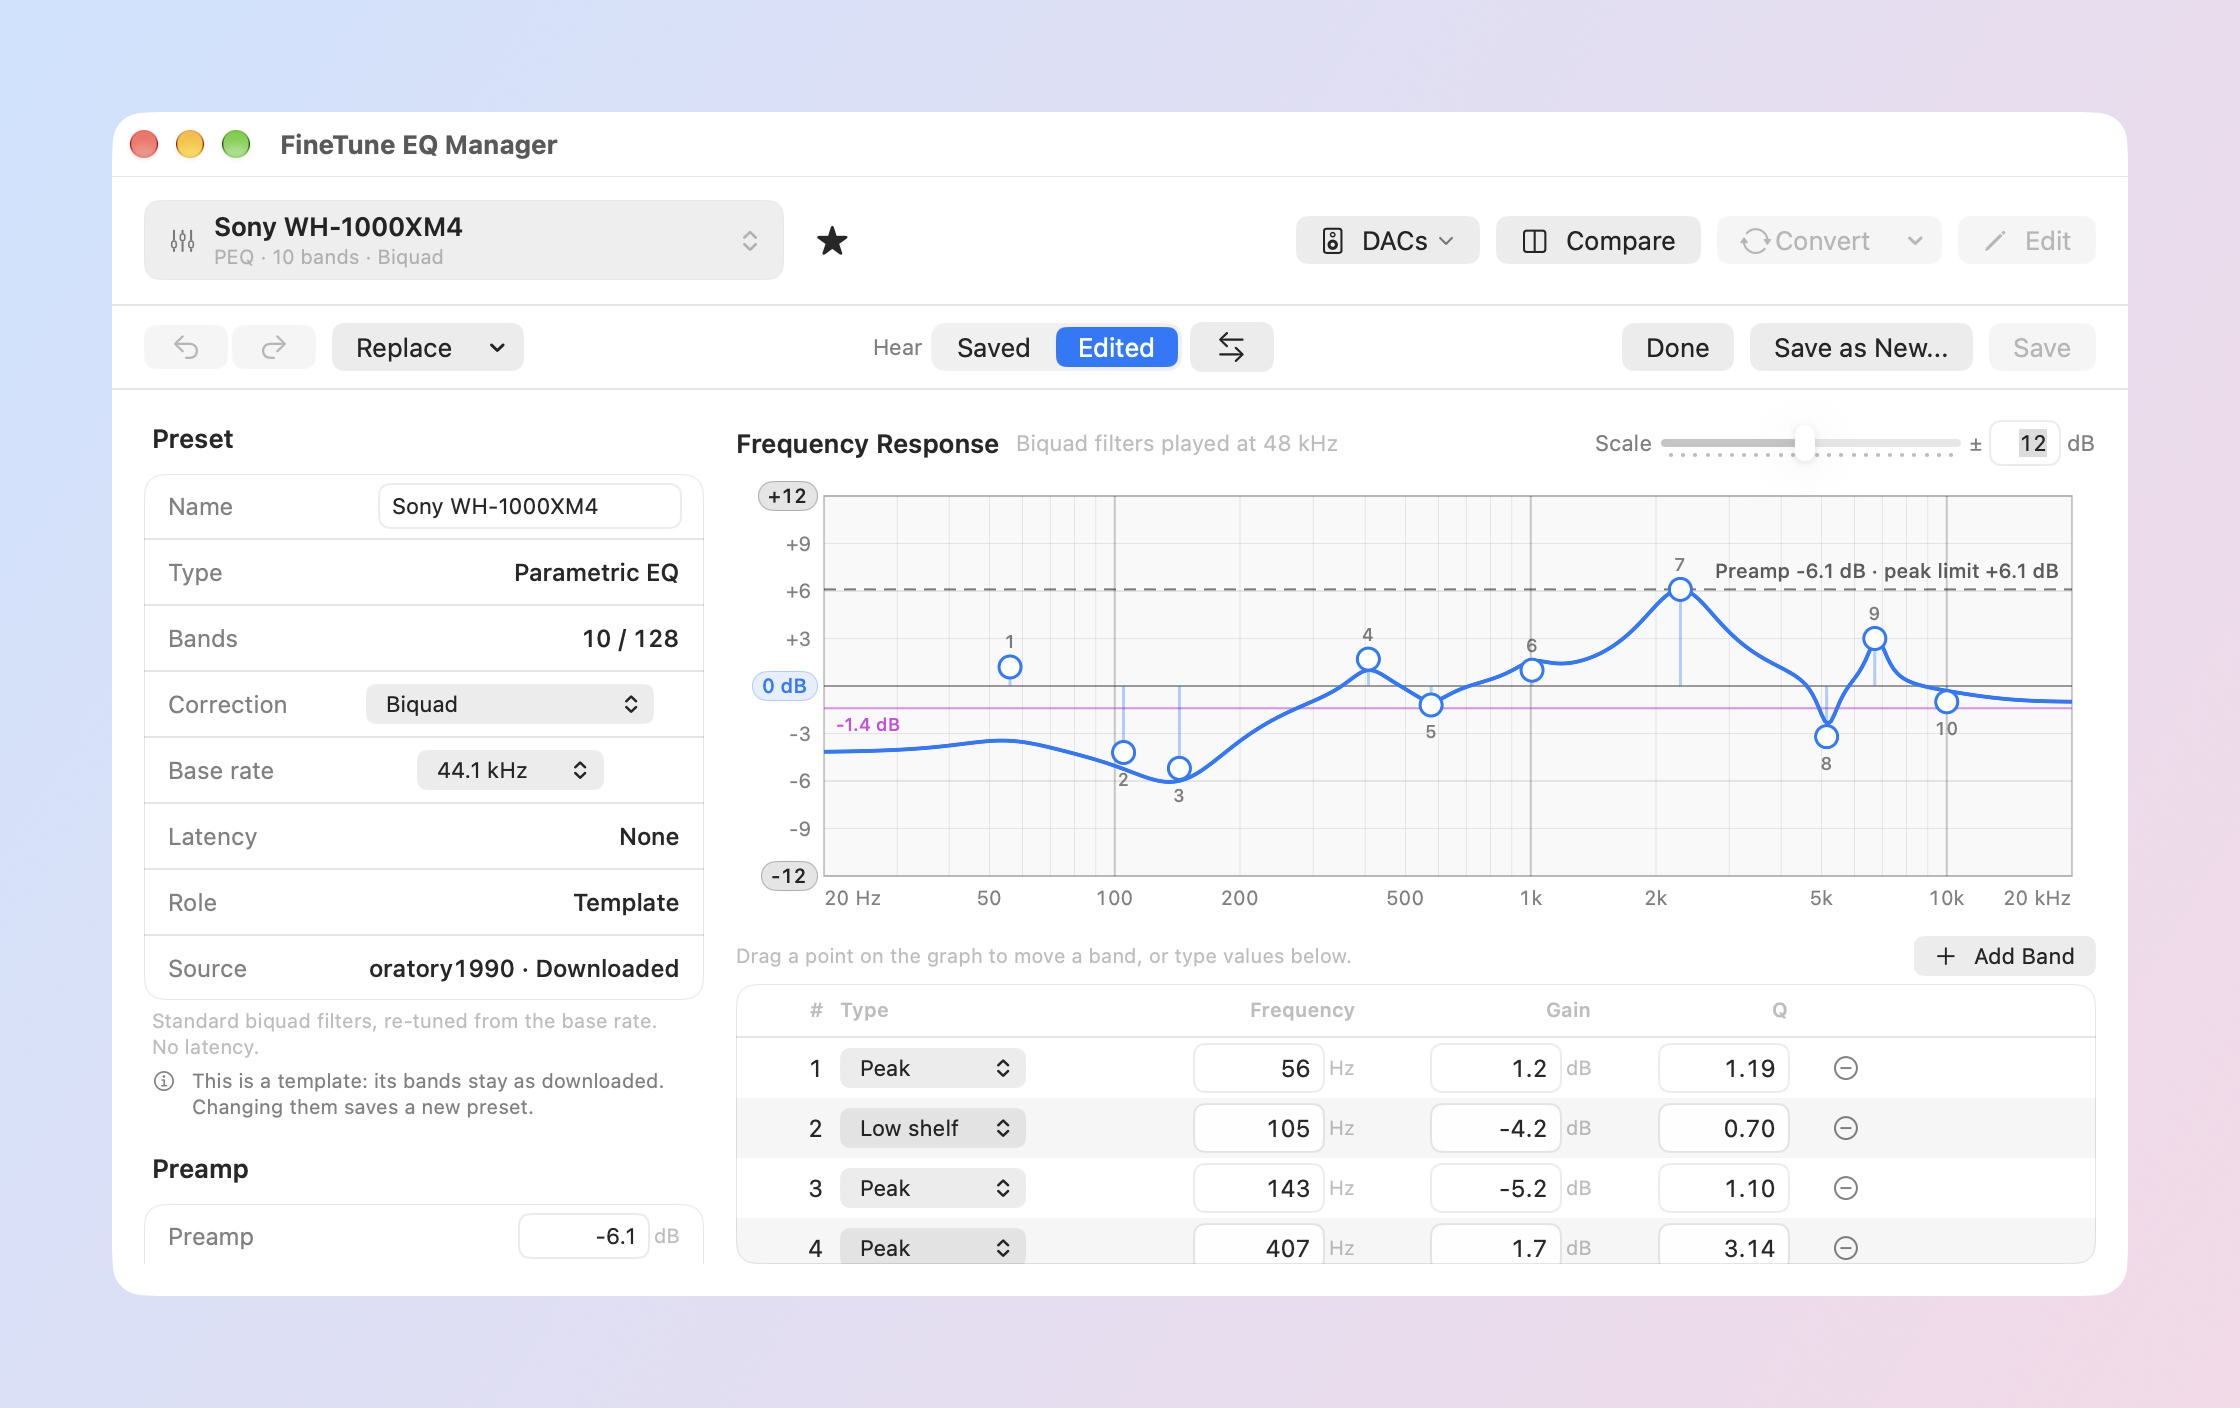 FineTune EQ Manager
Sony WH-1000XM4
PEQ · 10 bands · Biquad
DACs
Compare
Convert
Edit
Replace
Hear
Saved
Edited
Done
Save as New...
Save
Preset
Name
Sony WH-1000XM4
Type
Parametric EQ
Bands
10 / 128
Correction
Biquad
Base rate
44.1 kHz
Latency
None
Role
Template
Source
oratory1990 · Downloaded
Standard biquad filters, re-tuned from the base rate.
No latency.
This is a template: its bands stay as downloaded.
Changing them saves a new preset.
Preamp
Preamp
-6.1 dB
Frequency Response
Biquad filters played at 48 kHz
Scale
± 12 dB
+12
+9
+6
+3
0 dB
-3
-6
-9
-12
Preamp -6.1 dB · peak limit +6.1 dB
-1.4 dB
1
2
3
4
5
6
7
8
9
10
20 Hz
50
100
200
500
1k
2k
5k
10k
20 kHz
Drag a point on the graph to move a band, or type values below.
Add Band
# Type Frequency Gain Q
1 Peak 56 Hz 1.2 dB 1.19
2 Low shelf 105 Hz -4.2 dB 0.70
3 Peak 143 Hz -5.2 dB 1.10
4 Peak 407 Hz 1.7 dB 3.14